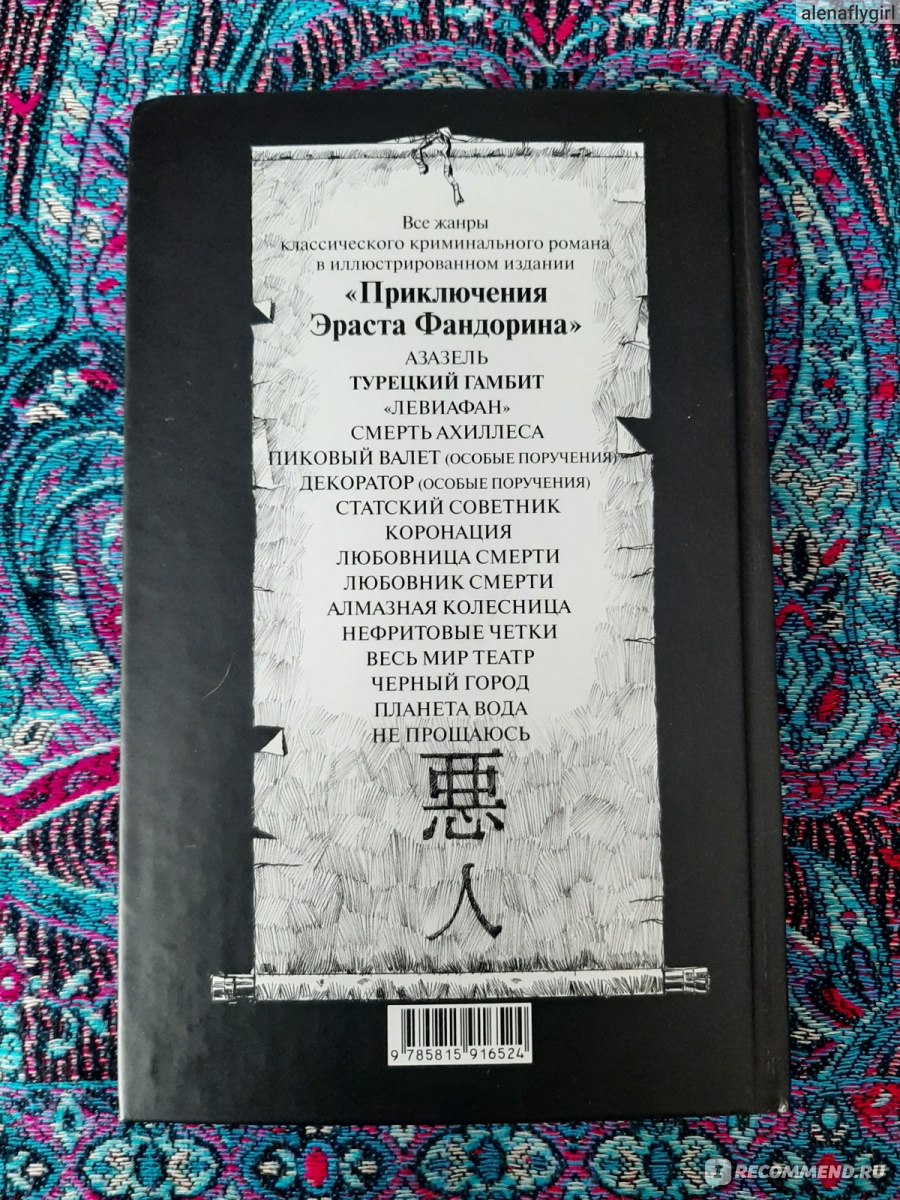 alenaflygirl
Все жанры
классического криминального романа
в иллюстрированном издании
«Приключения
Эраста Фандорина»
АЗАЗЕЛЬ
ТУРЕЦКИЙ ГАМБИТ
«ЛЕВИАФАН»
СМЕРТЬ АХИЛЛЕСА
ПИКОВЫЙ ВАЛЕТ (ОСОБЫЕ ПОРУЧЕНИЯ)
ДЕКОРАТОР (ОСОБЫЕ ПОРУЧЕНИЯ)
СТАТСКИЙ СОВЕТНИК
КОРОНАЦИЯ
ЛЮБОВНИЦА СМЕРТИ
ЛЮБОВНИК СМЕРТИ
АЛМАЗНАЯ КОЛЕСНИЦА
НЕФРИТОВЫЕ ЧЕТКИ
ВЕСЬ МИР ТЕАТР
ЧЕРНЫЙ ГОРОД
ПЛАНЕТА ВОДА
НЕ ПРОЩАЮСЬ
悪
人
9 785815 916524
RECOMMEND.RU